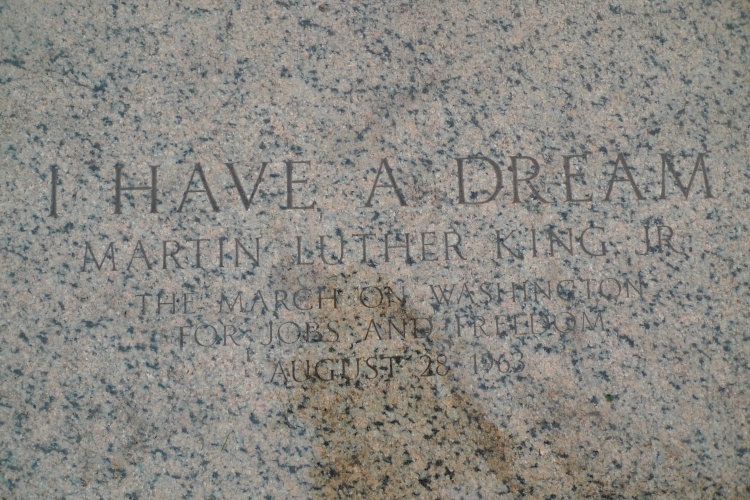 I HAVE A DREAM
MARTIN LUTHER KING JR
THE MARCH ON WASHINGTON
FOR JOBS AND FREEDOM
AUGUST 28 1963